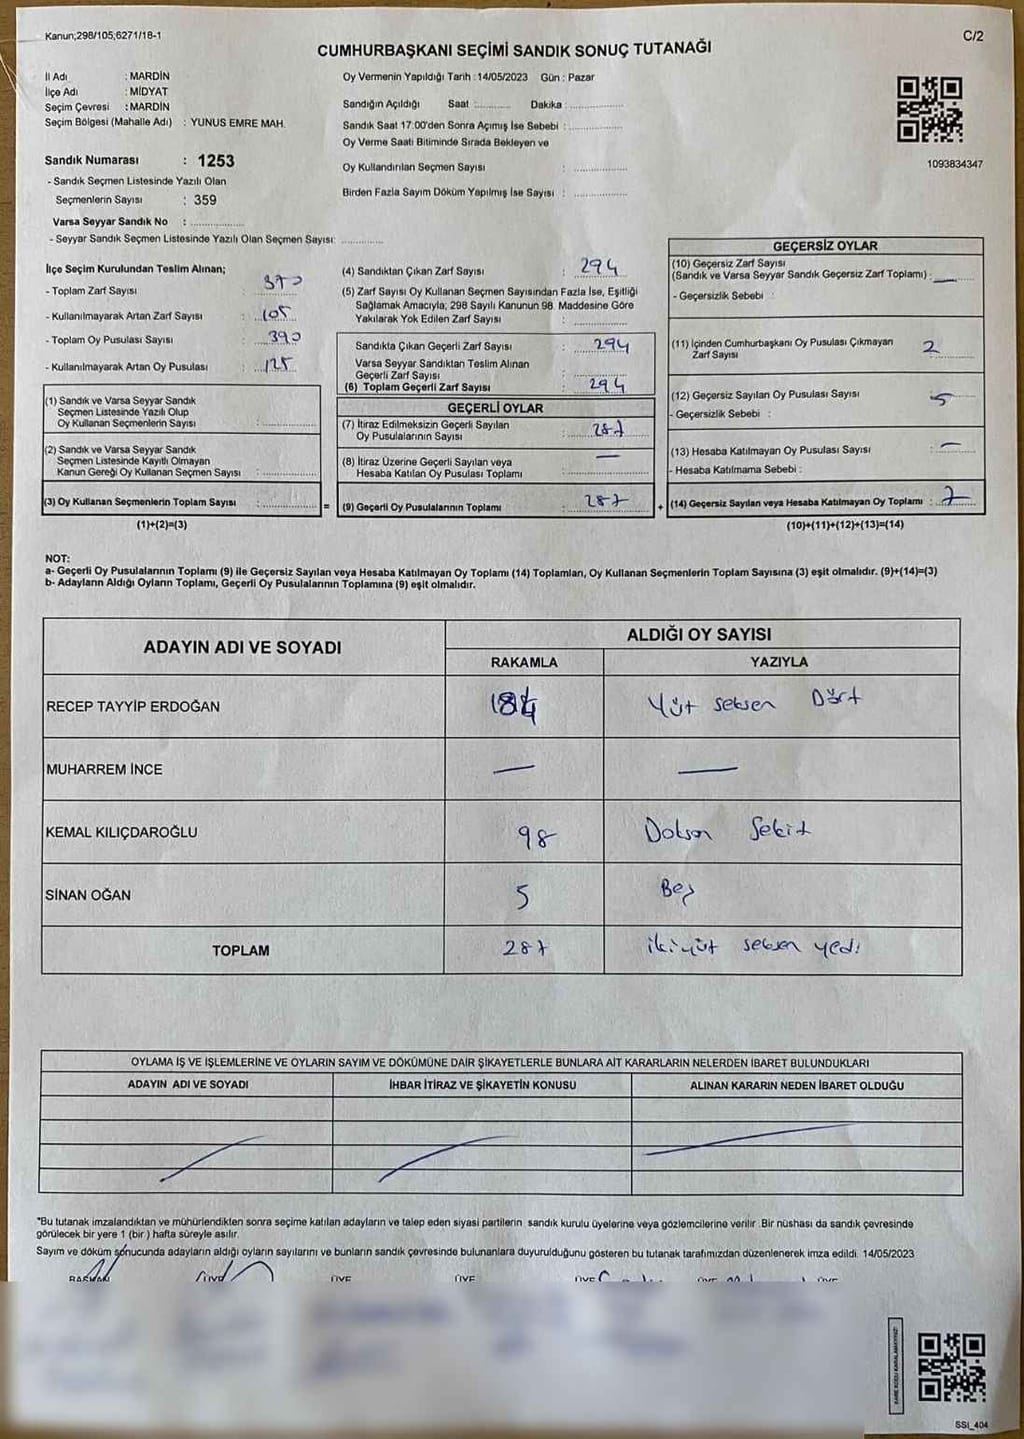 Kanun;298/105,6271/18-1
C/2
CUMHURBAŞKANI SEÇİMİ SANDIK SONUÇ TUTANAĞI
İl Adı : MARDİN
İlçe Adı : MİDYAT
Seçim Çevresi : MARDİN
Seçim Bölgesi (Mahalle Adı) : YUNUS EMRE MAH.
Sandık Numarası : 1253
- Sandık Seçmen Listesinde Yazılı Olan
Seçmenlerin Sayısı : 359
Varsa Seyyar Sandık No : ..............
- Seyyar Sandık Seçmen Listesinde Yazılı Olan Seçmen Sayısı: ............
Oy Vermenin Yapıldığı Tarih : 14/05/2023 Gün : Pazar
Sandığın Açıldığı Saat :.......... Dakika : ..............
Sandık Saat 17:00'den Sonra Açımış İse Sebebi : ..............
Oy Verme Saati Bitiminde Sırada Bekleyen ve
Oy Kullandırılan Seçmen Sayısı : ..............
Birden Fazla Sayım Döküm Yapılmış İse Sayısı : ..............
1093834347
İlçe Seçim Kurulundan Teslim Alınan;
- Toplam Zarf Sayısı : 370
- Kullanılmayarak Artan Zarf Sayısı : 105
- Toplam Oy Pusulası Sayısı : 390
- Kullanılmayarak Artan Oy Pusulası : 125
(1) Sandık ve Varsa Seyyar Sandık
Seçmen Listesinde Yazılı Olup
Oy Kullanan Seçmenlerin Sayısı : ..............
(2) Sandık ve Varsa Seyyar Sandık
Seçmen Listesinde Kayıtlı Olmayan
Kanun Gereği Oy Kullanan Seçmen Sayısı : ..............
(3) Oy Kullanan Seçmenlerin Toplam Sayısı : ..............
(1)+(2)=(3)
(4) Sandıktan Çıkan Zarf Sayısı : 294
(5) Zarf Sayısı Oy Kullanan Seçmen Sayısından Fazla İse, Eşitliği
Sağlamak Amacıyla; 298 Sayılı Kanunun 98. Maddesine Göre
Yakılarak Yok Edilen Zarf Sayısı : ..............
Sandıkta Çıkan Geçerli Zarf Sayısı : 294
Varsa Seyyar Sandıktan Teslim Alınan
Geçerli Zarf Sayısı : ..............
(6) Toplam Geçerli Zarf Sayısı : 294
GEÇERLİ OYLAR
(7) İtiraz Edilmeksizin Geçerli Sayılan
Oy Pusulalarının Sayısı : 287
(8) İtiraz Üzerine Geçerli Sayılan veya
Hesaba Katılan Oy Pusulası Toplamı : —
= (9) Geçerli Oy Pusulalarının Toplamı : 287
GEÇERSİZ OYLAR
(10) Geçersiz Zarf Sayısı
(Sandık ve Varsa Seyyar Sandık Geçersiz Zarf Toplamı) : —
- Geçersizlik Sebebi :
(11) İçinden Cumhurbaşkanı Oy Pusulası Çıkmayan
Zarf Sayısı : 2
(12) Geçersiz Sayılan Oy Pusulası Sayısı : 5
- Geçersizlik Sebebi :
(13) Hesaba Katılmayan Oy Pusulası Sayısı : —
- Hesaba Katılmama Sebebi :
+ (14) Geçersiz Sayılan veya Hesaba Katılmayan Oy Toplamı : 7
(10)+(11)+(12)+(13)=(14)
NOT:
a- Geçerli Oy Pusulalarının Toplamı (9) ile Geçersiz Sayılan veya Hesaba Katılmayan Oy Toplamı (14) Toplamları, Oy Kullanan Seçmenlerin Toplam Sayısına (3) eşit olmalıdır. (9)+(14)=(3)
b- Adayların Aldığı Oyların Toplamı, Geçerli Oy Pusulalarının Toplamına (9) eşit olmalıdır.
ADAYIN ADI VE SOYADI ALDIĞI OY SAYISI
RAKAMLA YAZIYLA
RECEP TAYYİP ERDOĞAN 184 Yüz seksen Dört
MUHARREM İNCE — —
KEMAL KILIÇDAROĞLU 98 Doksan Sekiz
SİNAN OĞAN 5 Beş
TOPLAM 287 ikiyüz seksen yedi
OYLAMA İŞ VE İŞLEMLERİNE VE OYLARIN SAYIM VE DÖKÜMÜNE DAİR ŞİKAYETLERLE BUNLARA AİT KARARLARIN NELERDEN İBARET BULUNDUKLARI
ADAYIN ADI VE SOYADI İHBAR İTİRAZ VE ŞİKAYETİN KONUSU ALINAN KARARIN NEDEN İBARET OLDUĞU
*Bu tutanak imzalandıktan ve mühürlendikten sonra seçime katılan adayların ve talep eden siyasi partilerin sandık kurulu üyelerine veya gözlemcilerine verilir. Bir nüshası da sandık çevresinde
görülecek bir yere 1 (bir) hafta süreyle asılır.
Sayım ve döküm sonucunda adayların aldığı oyların sayılarını ve bunların sandık çevresinde bulunanlara duyurulduğunu gösteren bu tutanak tarafımızdan düzenlenerek imza edildi. 14/05/2023
KARE KODU KARALAMAYINIZ!
SSI_404